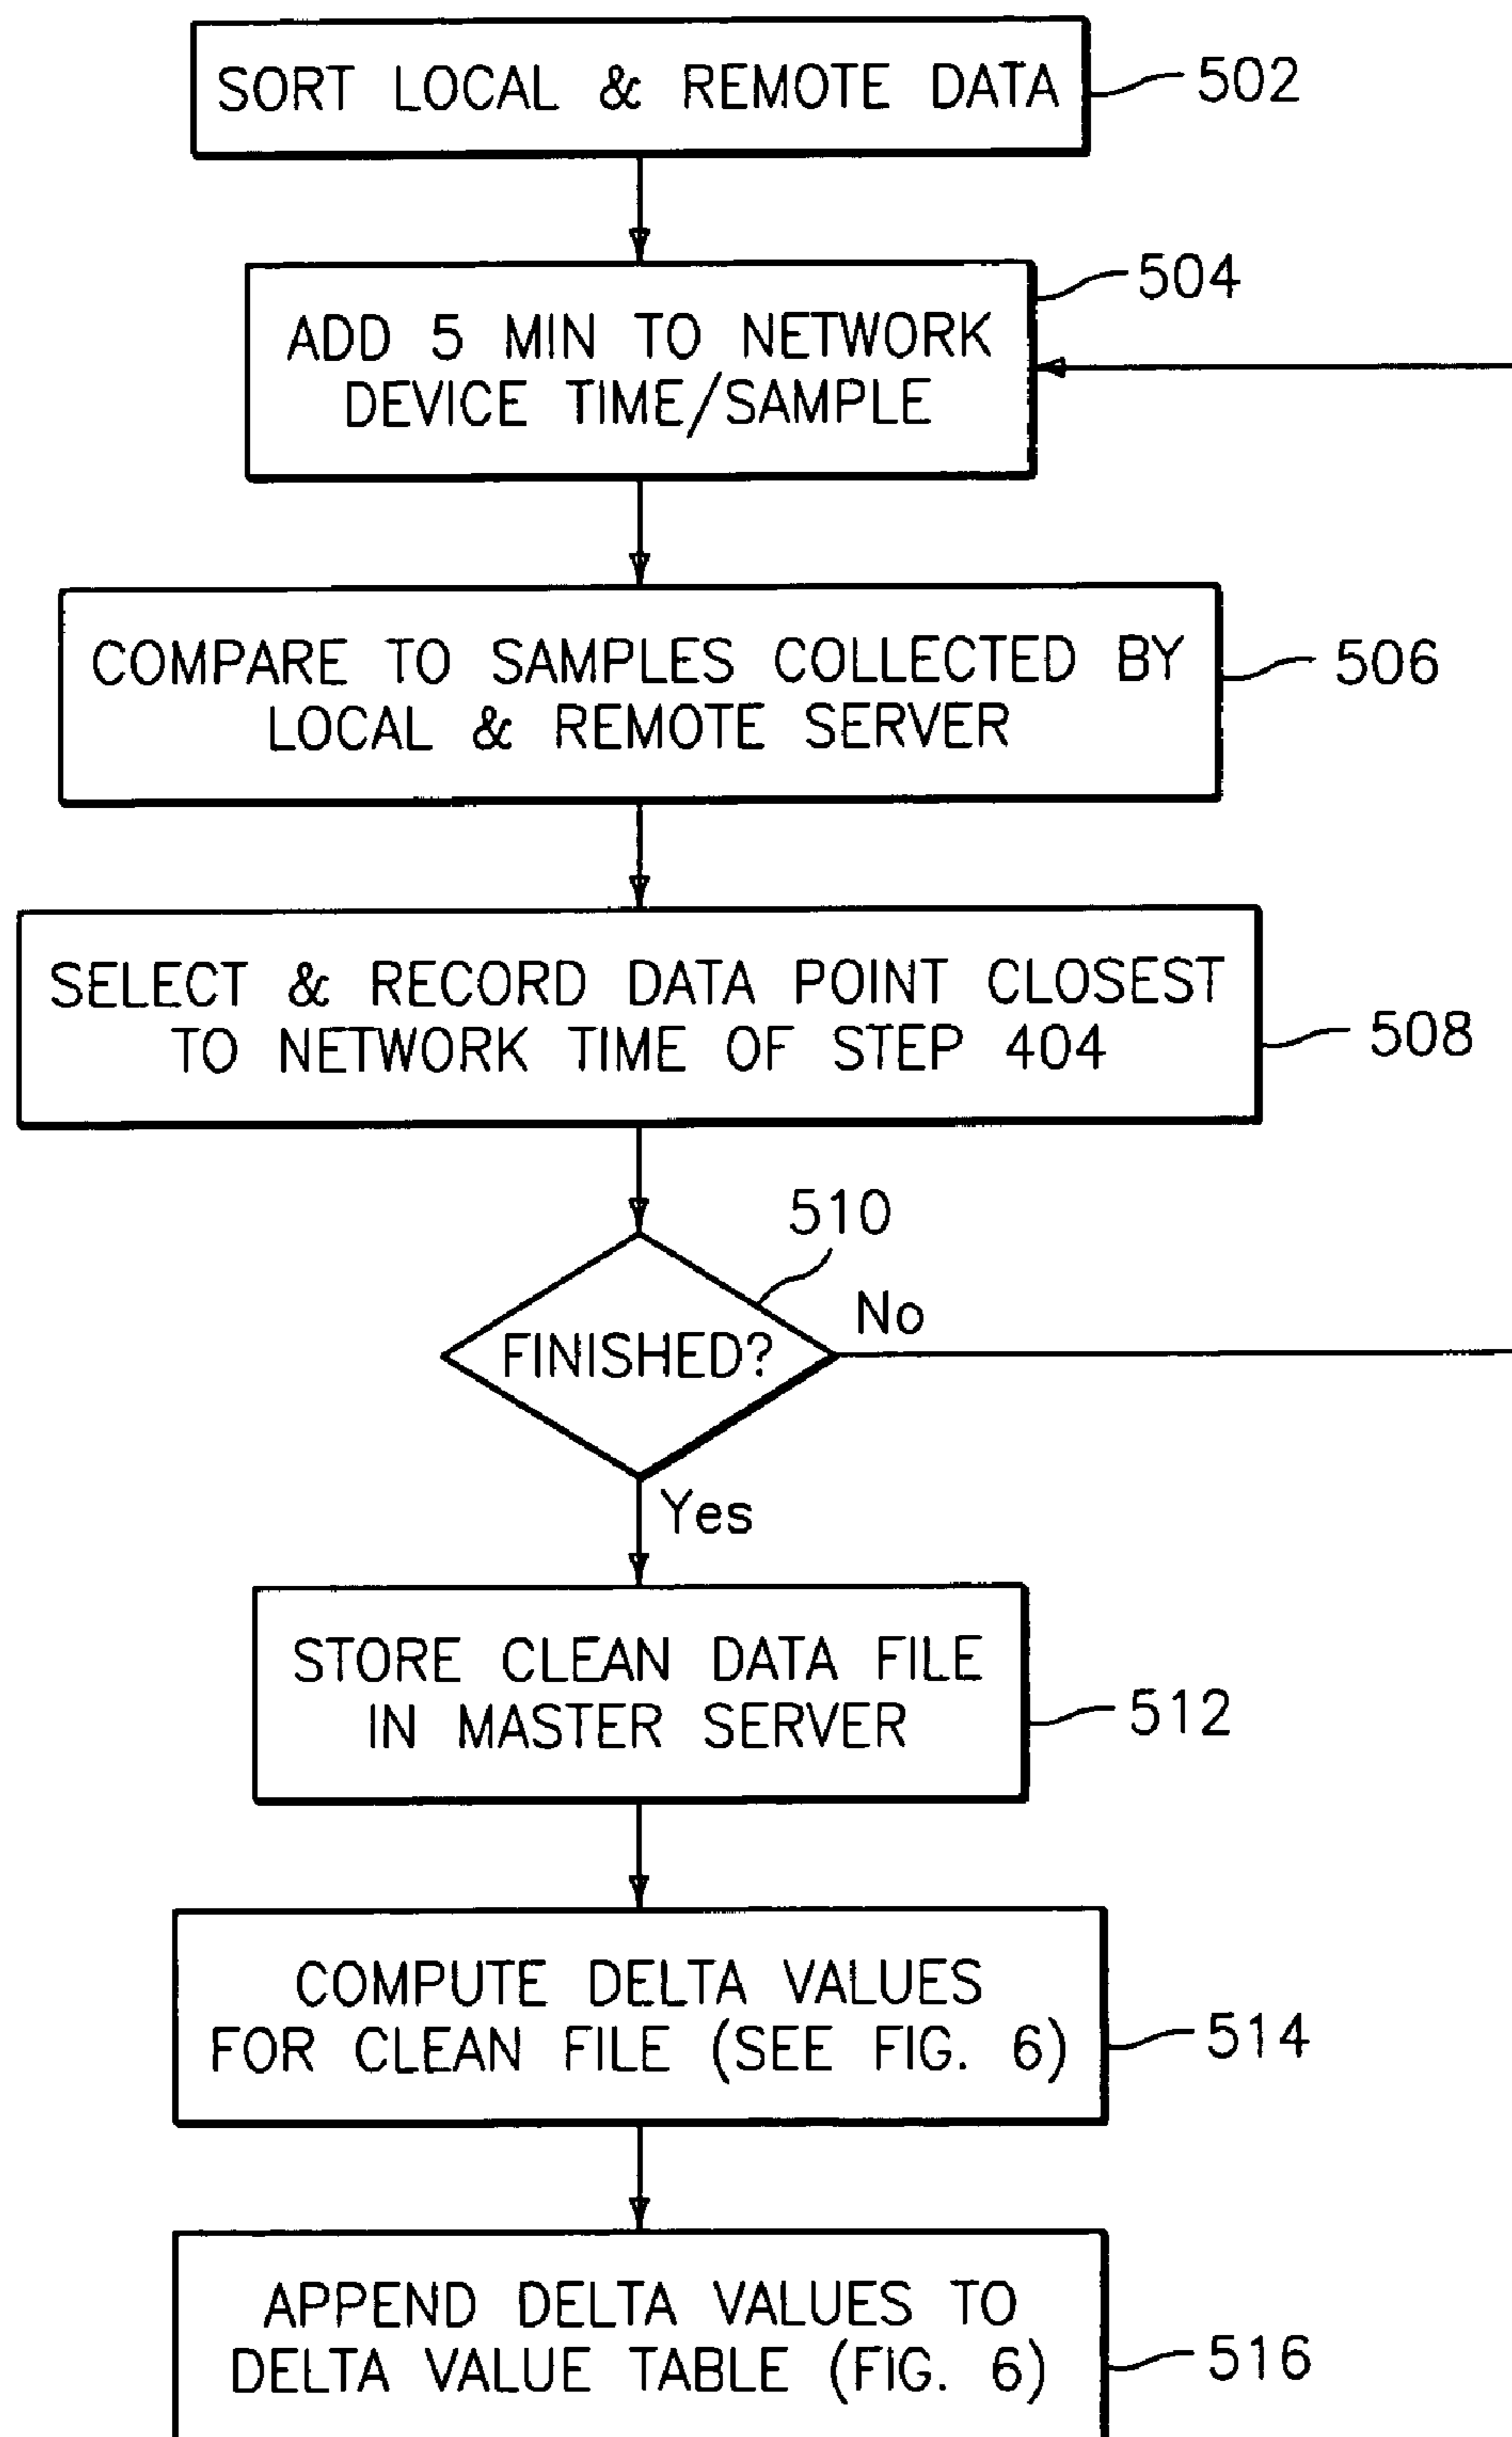 SORT LOCAL & REMOTE DATA
502
504
ADD 5 MIN TO NETWORK
DEVICE TIME/SAMPLE
COMPARE TO SAMPLES COLLECTED BY
LOCAL & REMOTE SERVER
506
SELECT & RECORD DATA POINT CLOSEST
TO NETWORK TIME OF STEP 404
508
510
No
FINISHED?
Yes
STORE CLEAN DATA FILE
IN MASTER SERVER
512
COMPUTE DELTA VALUES
FOR CLEAN FILE (SEE FIG. 6)
514
APPEND DELTA VALUES TO
DELTA VALUE TABLE (FIG. 6)
516